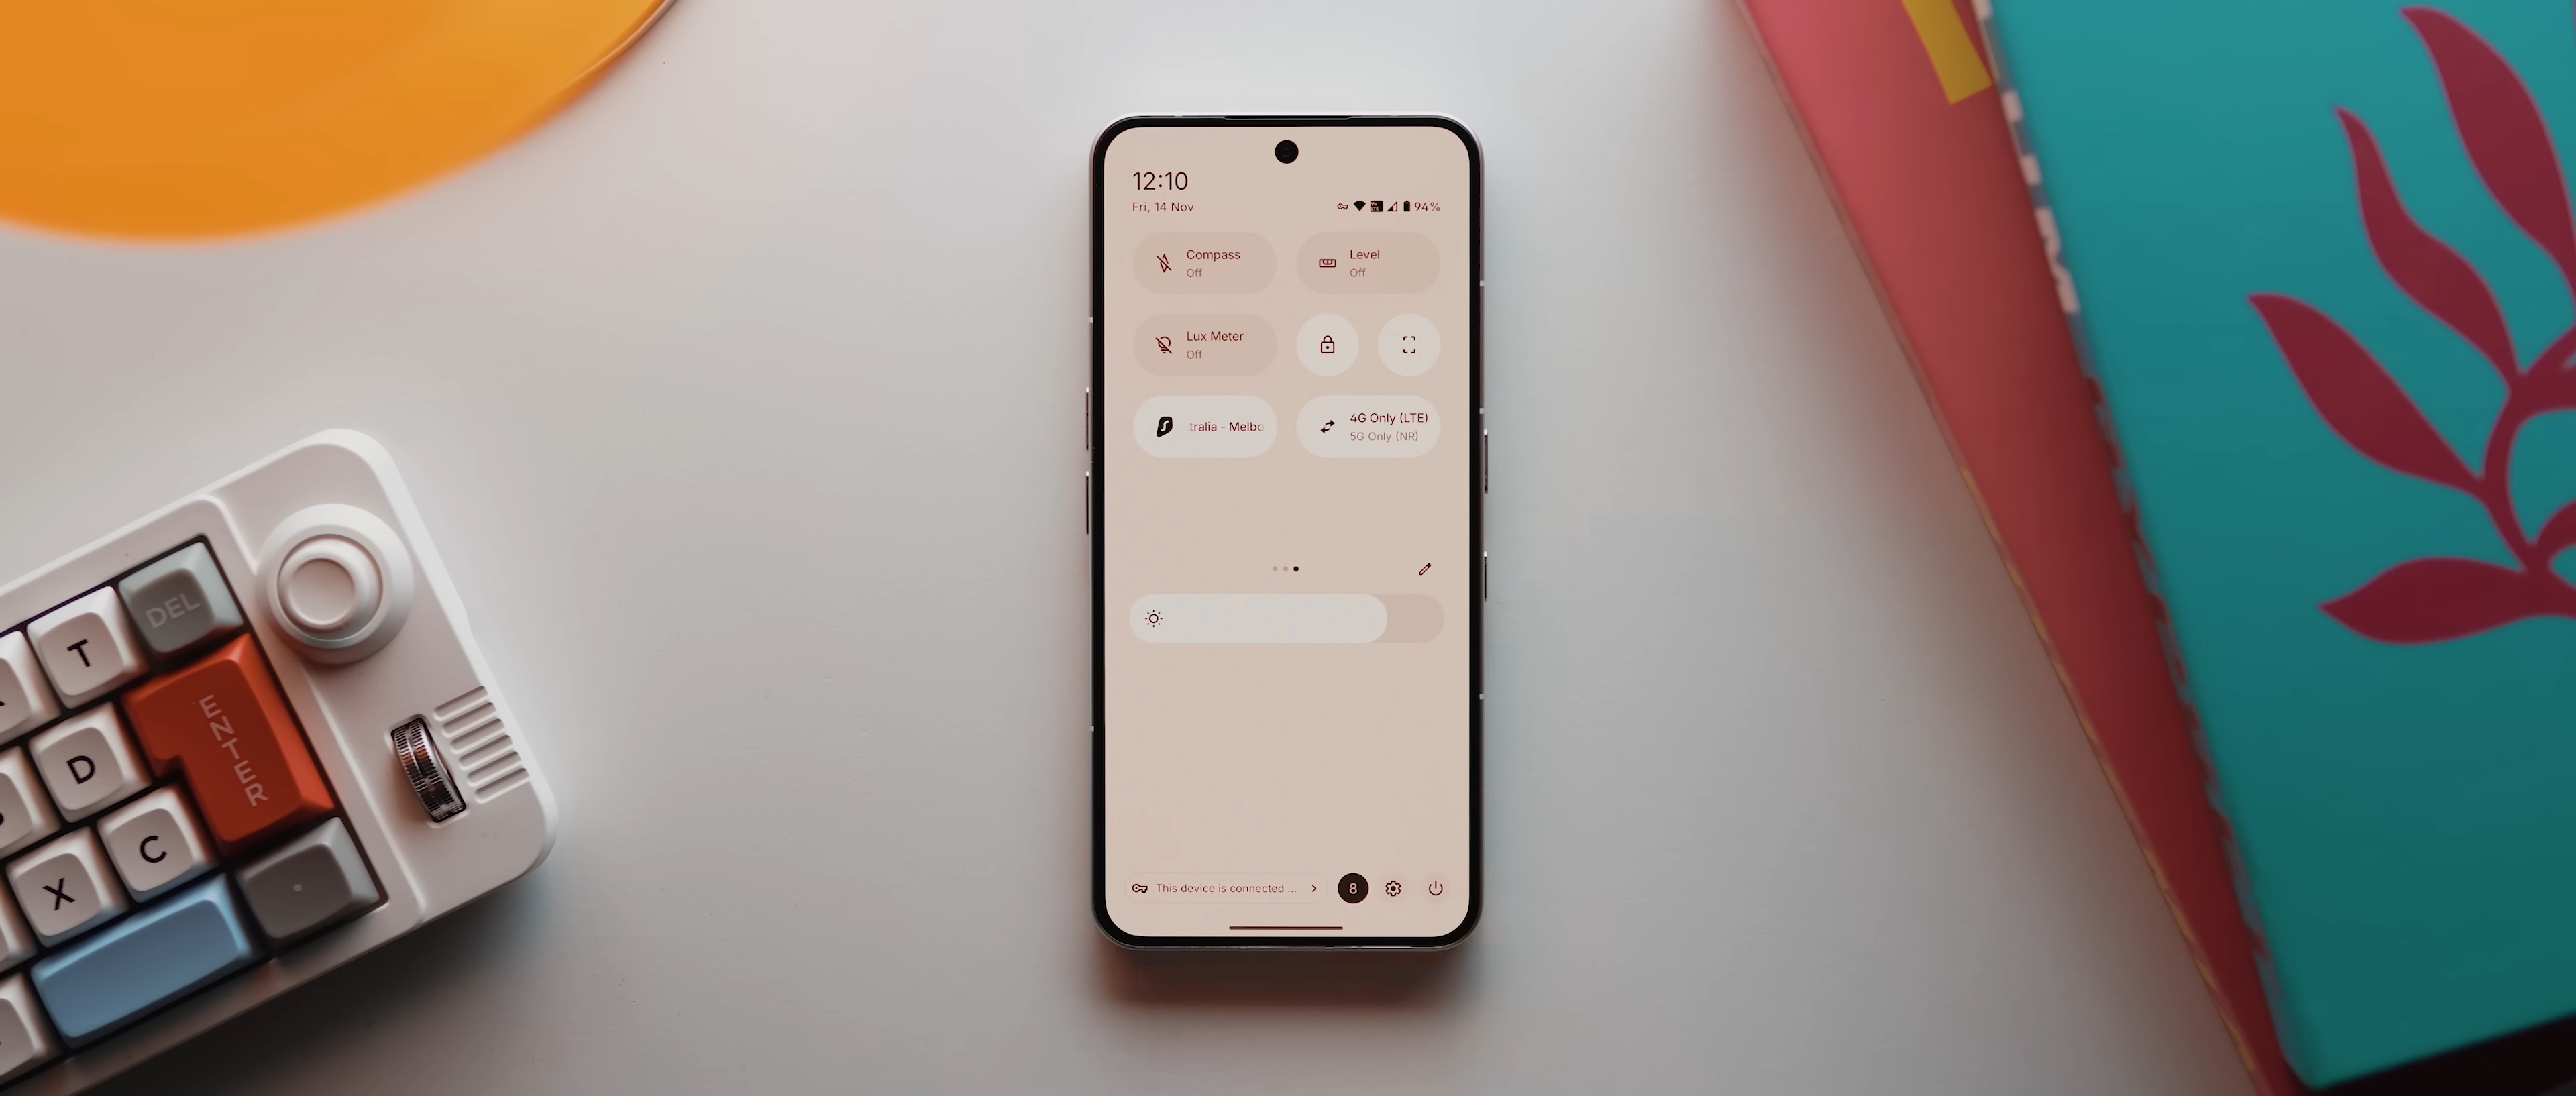 12:10
Fri, 14 Nov
94%
Compass
Off
Level
Off
Lux Meter
Off
tralia - Melbo
4G Only (LTE)
5G Only (NR)
This device is connected ...
8
DEL
T
ENTER
D
C
X